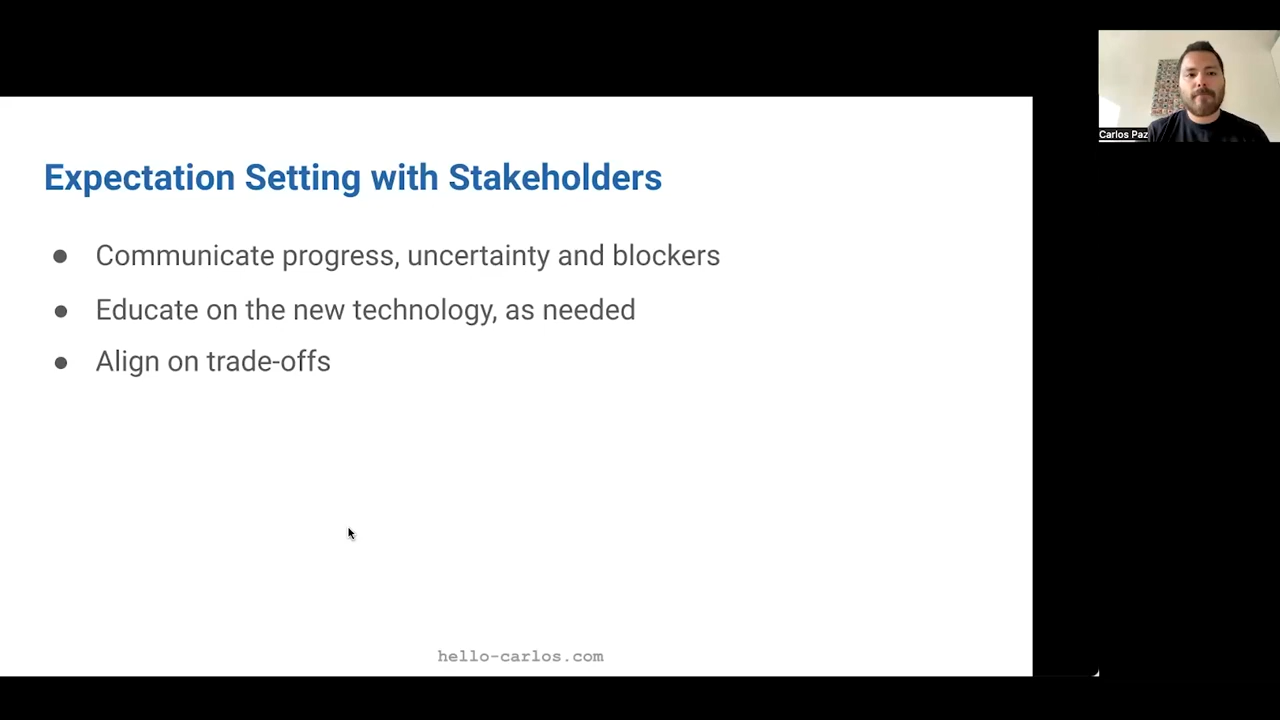 Carlos Paz
Expectation Setting with Stakeholders
● Communicate progress, uncertainty and blockers
● Educate on the new technology, as needed
● Align on trade-offs
hello-carlos.com